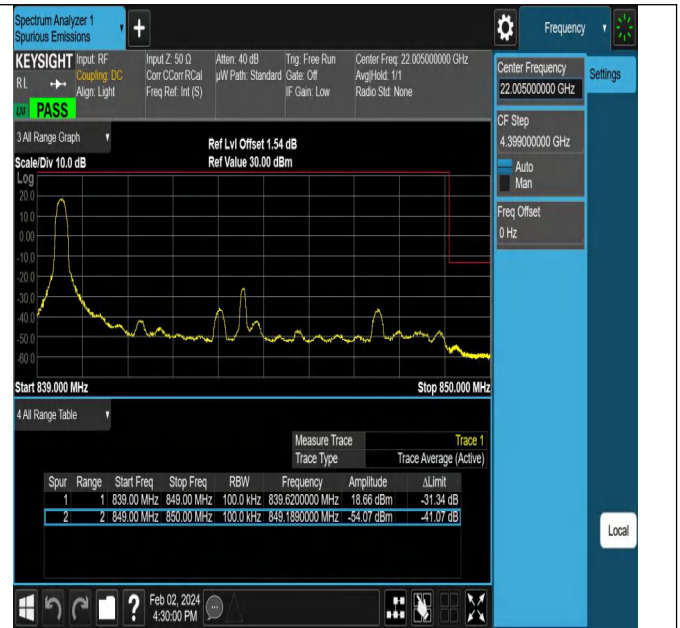 Spectrum Analyzer 1
Spurious Emissions
Frequency
KEYSIGHT Input: RF Input Z: 50 Ω Atten: 40 dB Trig: Free Run Center Freq: 22.005000000 GHz
RL Coupling: DC Corr CCorr RCal µW Path: Standard Gate: Off Avg|Hold: 1/1
Align: Light Freq Ref: Int (S) IF Gain: Low Radio Std: None
PASS
Center Frequency
22.005000000 GHz
Settings
CF Step
4.399000000 GHz
Auto
Man
Freq Offset
0 Hz
3 All Range Graph
Ref Lvl Offset 1.54 dB
Scale/Div 10.0 dB Ref Value 30.00 dBm
Log
20.0
10.0
0.00
-10.0
-20.0
-30.0
-40.0
-50.0
-60.0
Start 839.000 MHz Stop 850.000 MHz
4 All Range Table
Measure Trace Trace 1
Trace Type Trace Average (Active)
Spur Range Start Freq Stop Freq RBW Frequency Amplitude ΔLimit
1 1 839.00 MHz 849.00 MHz 100.0 kHz 839.6200000 MHz 18.66 dBm -31.34 dB
2 2 849.00 MHz 850.00 MHz 100.0 kHz 849.1890000 MHz -54.07 dBm -41.07 dB
Local
?
Feb 02, 2024
4:30:00 PM